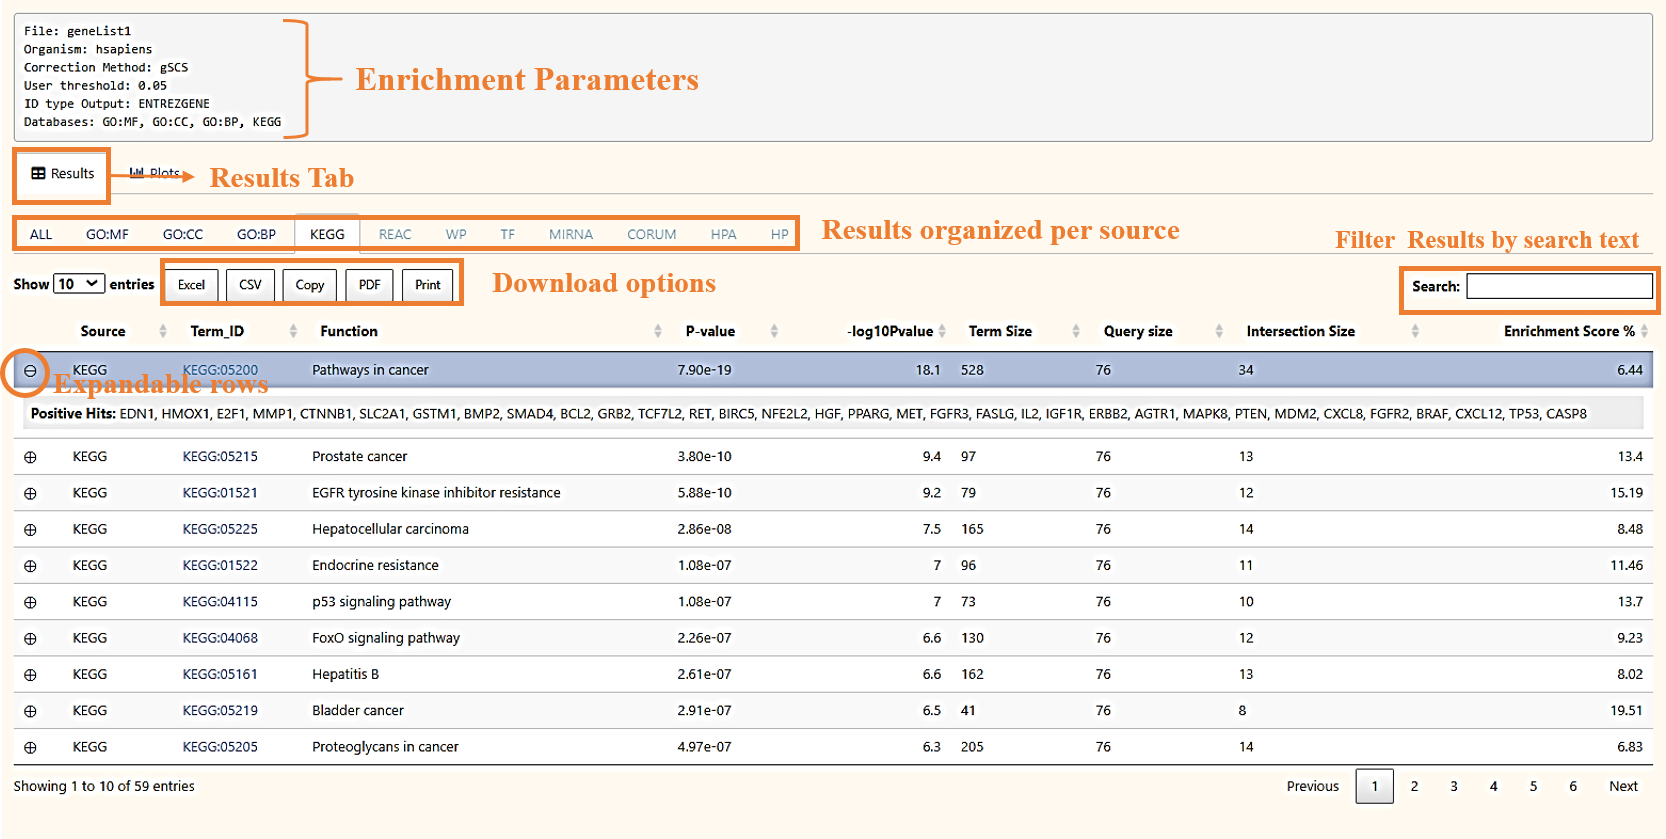 File: geneList1
Organism: hsapiens
Correction Method: gSCS
User threshold: 0.05
ID type Output: ENTREZGENE
Databases: GO:MF, GO:CC, GO:BP, KEGG
Enrichment Parameters
Results Plots Results Tab
ALL GO:MF GO:CC GO:BP KEGG REAC WP TF MIRNA CORUM HPA HP Results organized per source
Filter Results by search text
Show 10 entries Excel CSV Copy PDF Print Download options Search:
Source Term_ID Function P-value -log10Pvalue Term Size Query size Intersection Size Enrichment Score %
KEGG KEGG:05200 Pathways in cancer 7.90e-19 18.1 528 76 34 6.44
Expandable rows
Positive Hits: EDN1, HMOX1, E2F1, MMP1, CTNNB1, SLC2A1, GSTM1, BMP2, SMAD4, BCL2, GRB2, TCF7L2, RET, BIRC5, NFE2L2, HGF, PPARG, MET, FGFR3, FASLG, IL2, IGF1R, ERBB2, AGTR1, MAPK8, PTEN, MDM2, CXCL8, FGFR2, BRAF, CXCL12, TP53, CASP8
KEGG KEGG:05215 Prostate cancer 3.80e-10 9.4 97 76 13 13.4
KEGG KEGG:01521 EGFR tyrosine kinase inhibitor resistance 5.88e-10 9.2 79 76 12 15.19
KEGG KEGG:05225 Hepatocellular carcinoma 2.86e-08 7.5 165 76 14 8.48
KEGG KEGG:01522 Endocrine resistance 1.08e-07 7 96 76 11 11.46
KEGG KEGG:04115 p53 signaling pathway 1.08e-07 7 73 76 10 13.7
KEGG KEGG:04068 FoxO signaling pathway 2.26e-07 6.6 130 76 12 9.23
KEGG KEGG:05161 Hepatitis B 2.61e-07 6.6 162 76 13 8.02
KEGG KEGG:05219 Bladder cancer 2.91e-07 6.5 41 76 8 19.51
KEGG KEGG:05205 Proteoglycans in cancer 4.97e-07 6.3 205 76 14 6.83
Showing 1 to 10 of 59 entries Previous 1 2 3 4 5 6 Next